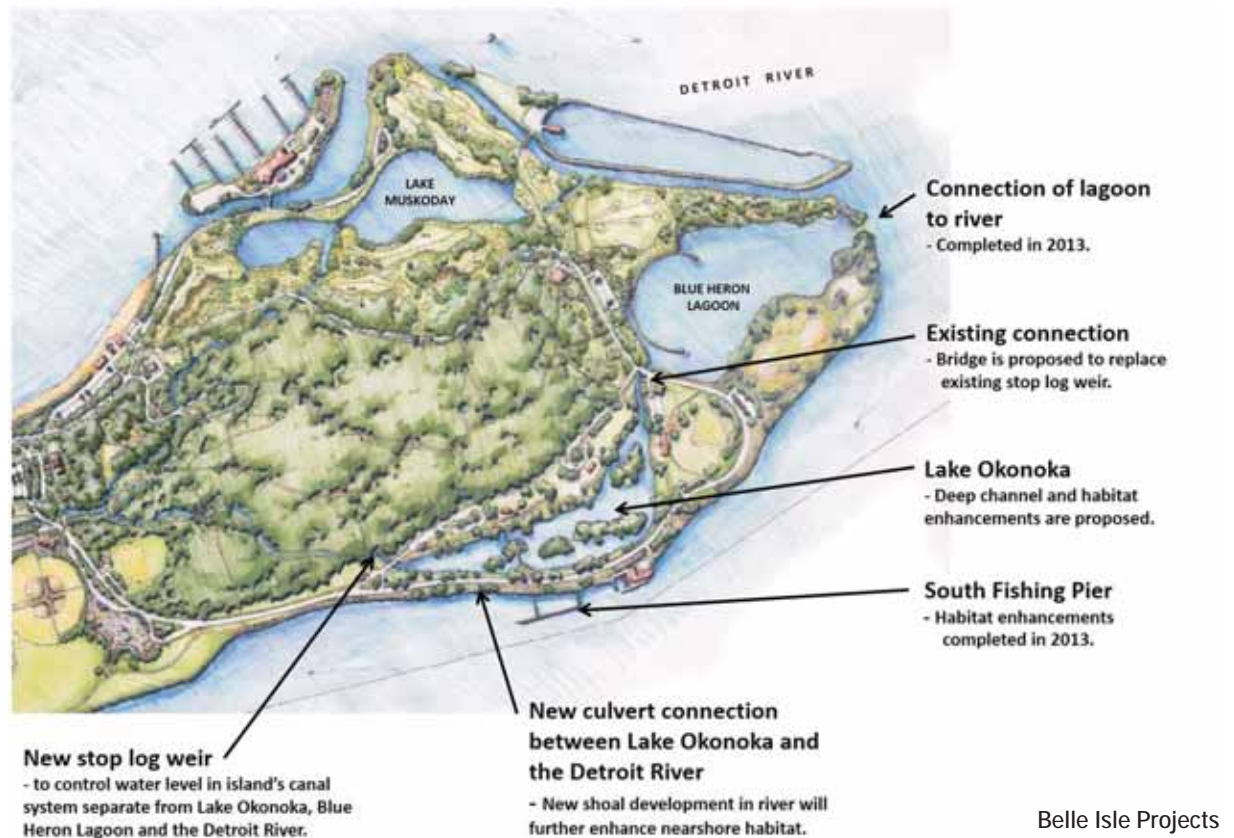 DETROIT RIVER
LAKE
MUSKODAY
BLUE HERON
LAGOON
Connection of lagoon
to river
- Completed in 2013.
Existing connection
- Bridge is proposed to replace
existing stop log weir.
Lake Okonoka
- Deep channel and habitat
enhancements are proposed.
South Fishing Pier
- Habitat enhancements
completed in 2013.
New culvert connection
between Lake Okonoka and
the Detroit River
- New shoal development in river will
further enhance nearshore habitat.
New stop log weir
- to control water level in island's canal
system separate from Lake Okonoka, Blue
Heron Lagoon and the Detroit River.
Belle Isle Projects